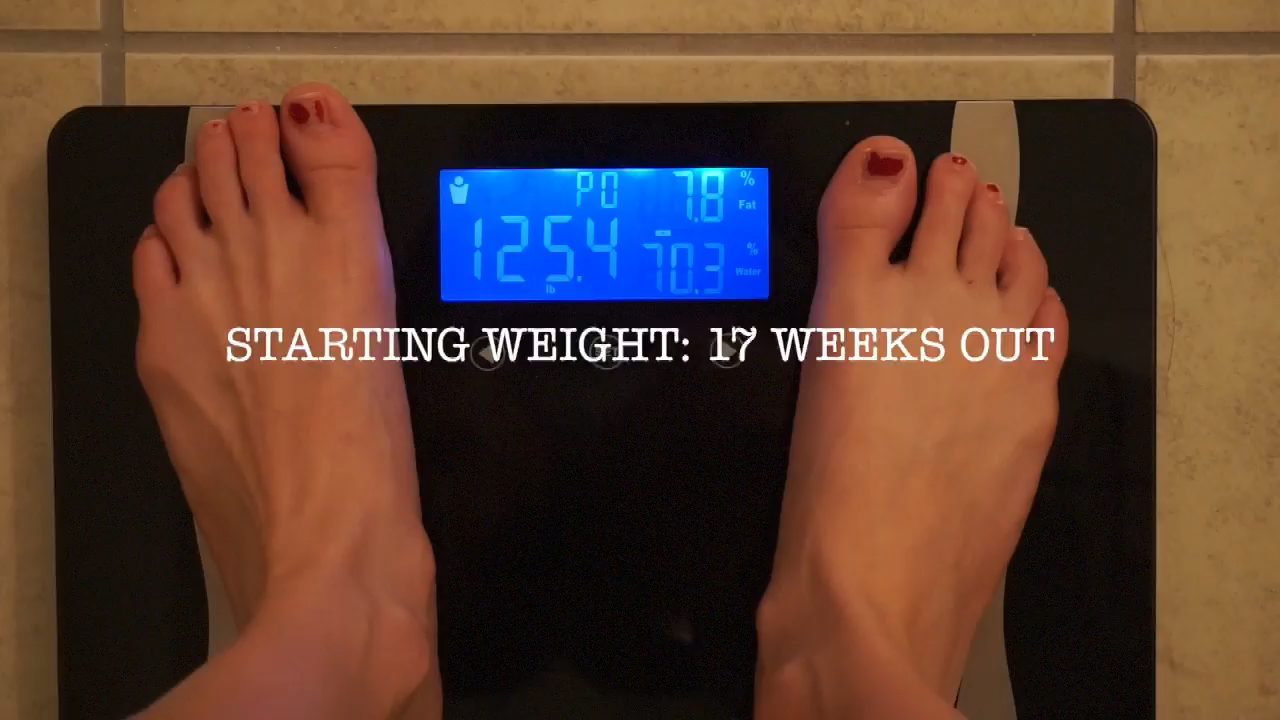 P0 7.8 % Fat
125.4 lb 70.3 % Water
STARTING WEIGHT: 17 WEEKS OUT